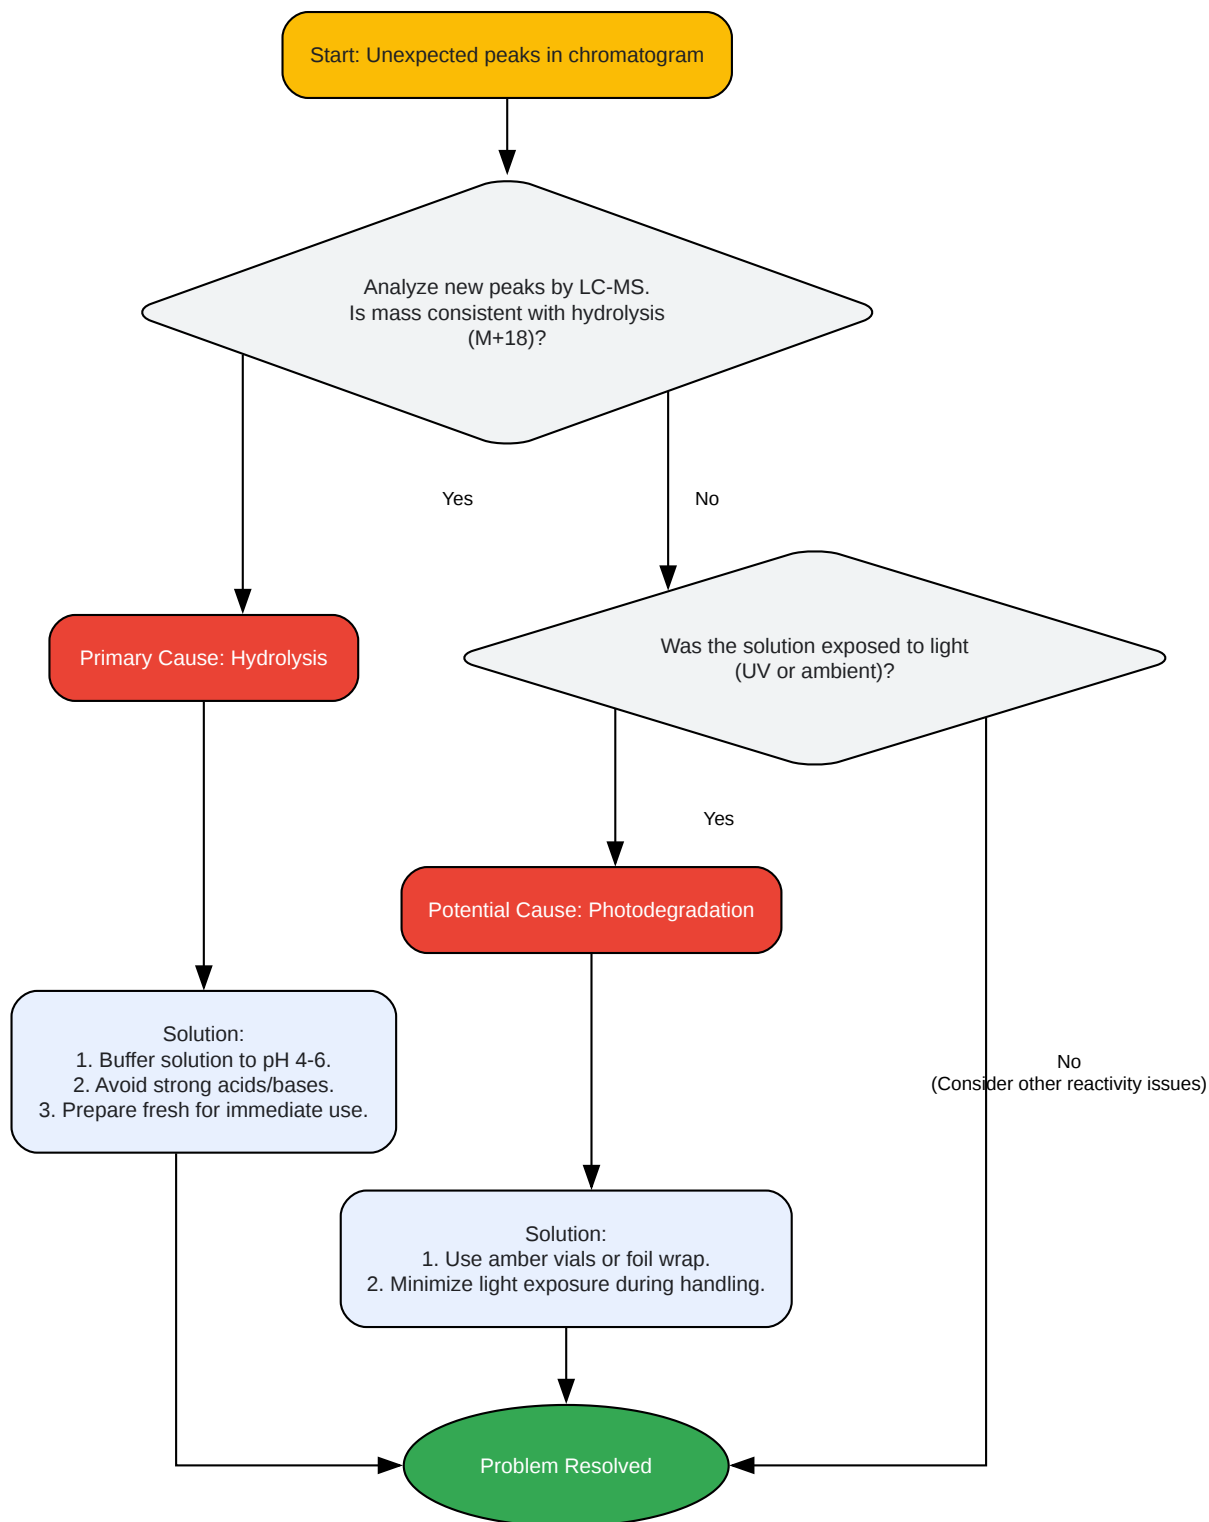 Start: Unexpected peaks in chromatogram
Analyze new peaks by LC-MS.
Is mass consistent with hydrolysis
(M+18)?
Yes
No
Primary Cause: Hydrolysis
Was the solution exposed to light
(UV or ambient)?
Yes
Potential Cause: Photodegradation
Solution:
1. Buffer solution to pH 4-6.
2. Avoid strong acids/bases.
3. Prepare fresh for immediate use.
No
(Consider other reactivity issues)
Solution:
1. Use amber vials or foil wrap.
2. Minimize light exposure during handling.
Problem Resolved